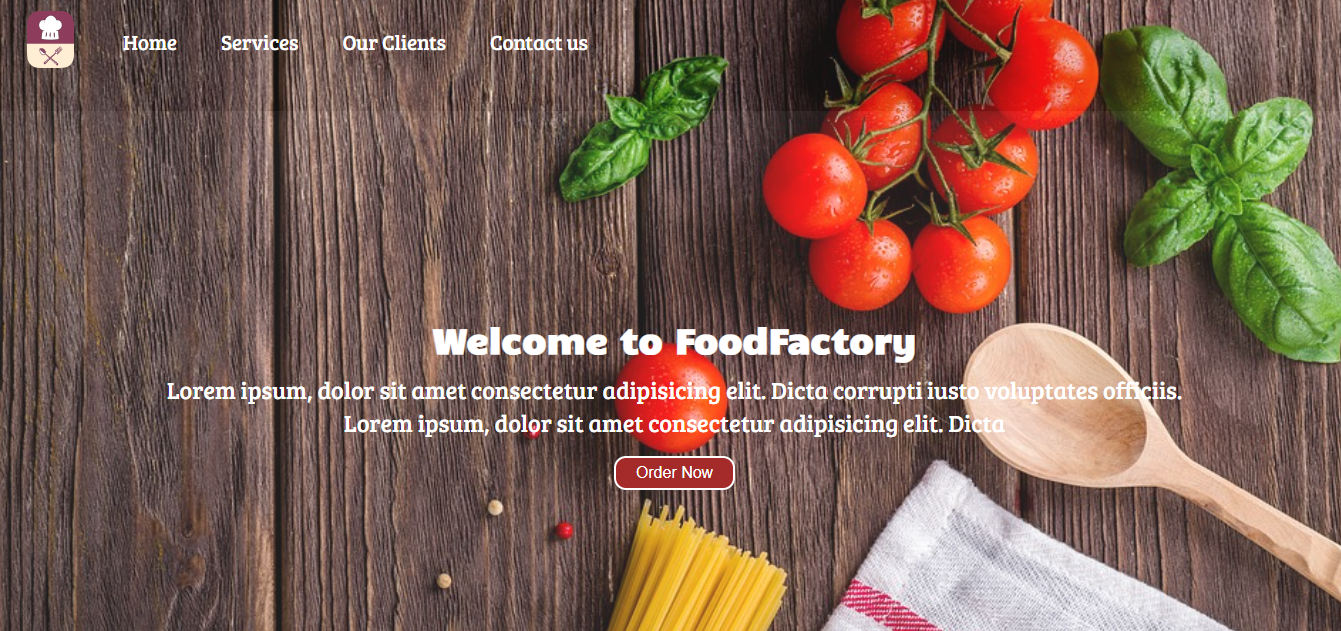 Home Services Our Clients Contact us
Welcome to FoodFactory
Lorem ipsum, dolor sit amet consectetur adipisicing elit. Dicta corrupti iusto voluptates officiis.
Lorem ipsum, dolor sit amet consectetur adipisicing elit. Dicta
Order Now